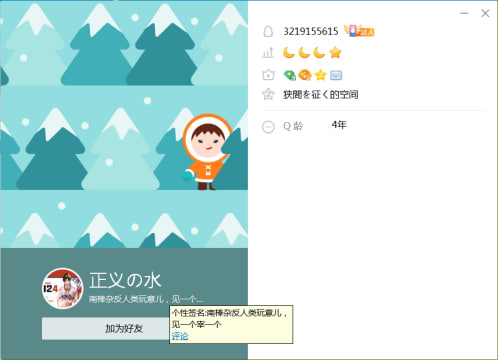 3219155615
狭間を征く的空间
Q 龄 4年
正义の水
南棒杂反人类玩意儿，见一个...
加为好友
个性签名:南棒杂反人类玩意儿，
见一个宰一个
评论